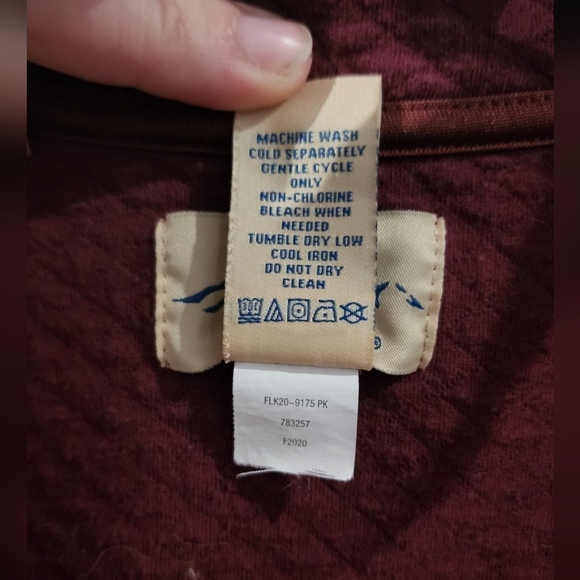 MACHINE WASH
COLD SEPARATELY
GENTLE CYCLE
ONLY
NON-CHLORINE
BLEACH WHEN
NEEDED
TUMBLE DRY LOW
COOL IRON
DO NOT DRY
CLEAN
®
FLK20-9175 PK
783257
F2020